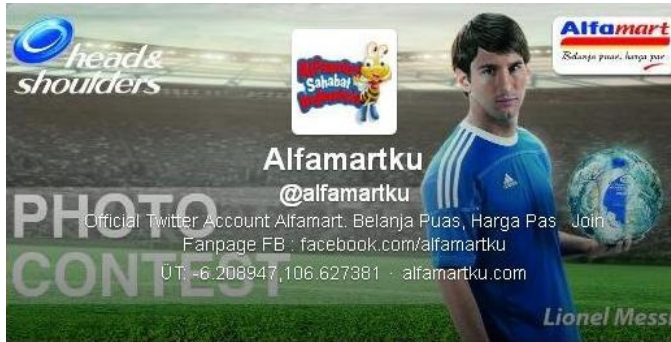 head&
shoulders
Alfamart
Belanja puas, harga pas
Alfamart
Sahabat
Indonesia
Alfamartku
@alfamartku
PHOTO
CONTEST
Official Twitter Account Alfamart. Belanja Puas, Harga Pas Join
Fanpage FB : facebook.com/alfamartku
ÜT: -6.208947,106.627381 · alfamartku.com
adidas
Lionel Messi